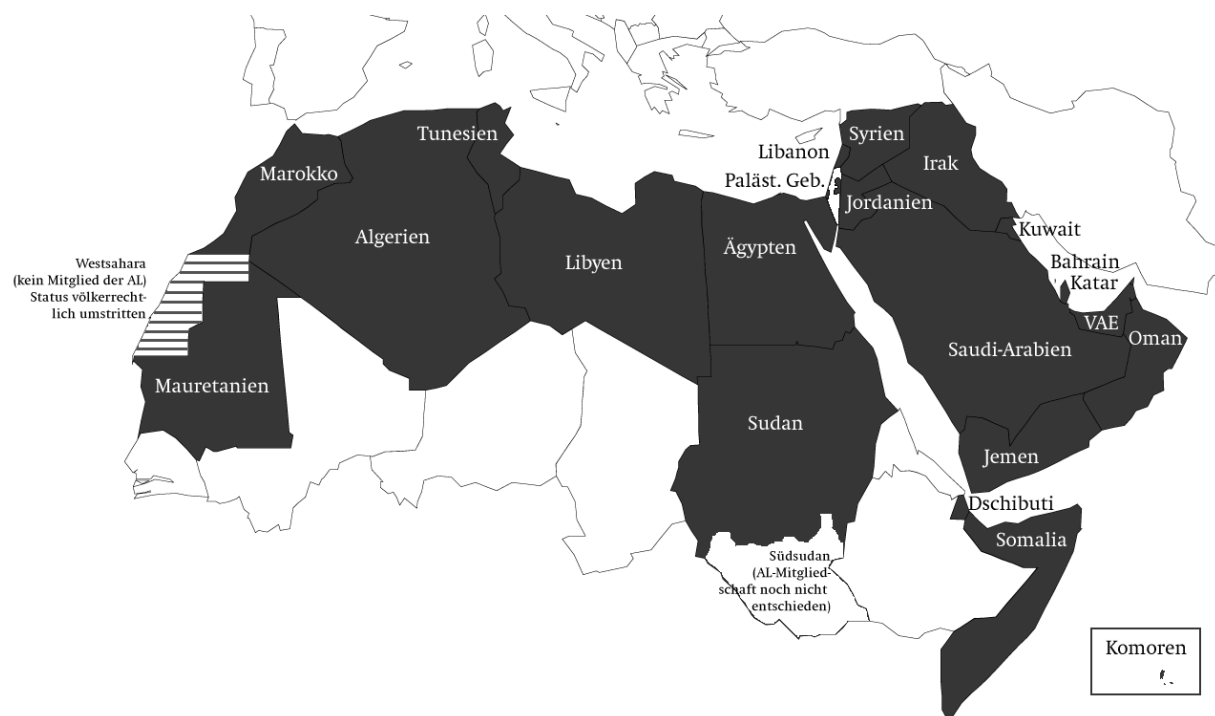 Tunesien
Syrien
Libanon
Irak
Marokko
Paläst. Geb.
Jordanien
Kuwait
Algerien
Ägypten
Libyen
Westsahara
(kein Mitglied der AL)
Status völkerrecht-
lich umstritten
Bahrain
Katar
VAE
Oman
Saudi-Arabien
Mauretanien
Sudan
Jemen
Dschibuti
Somalia
Südsudan
(AL-Mitglied-
schaft noch nicht
entschieden)
Komoren